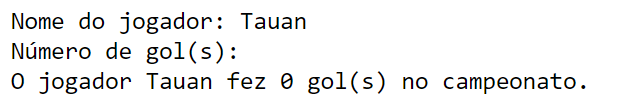 Nome do jogador: Tauan
Número de gol(s):
O jogador Tauan fez 0 gol(s) no campeonato.